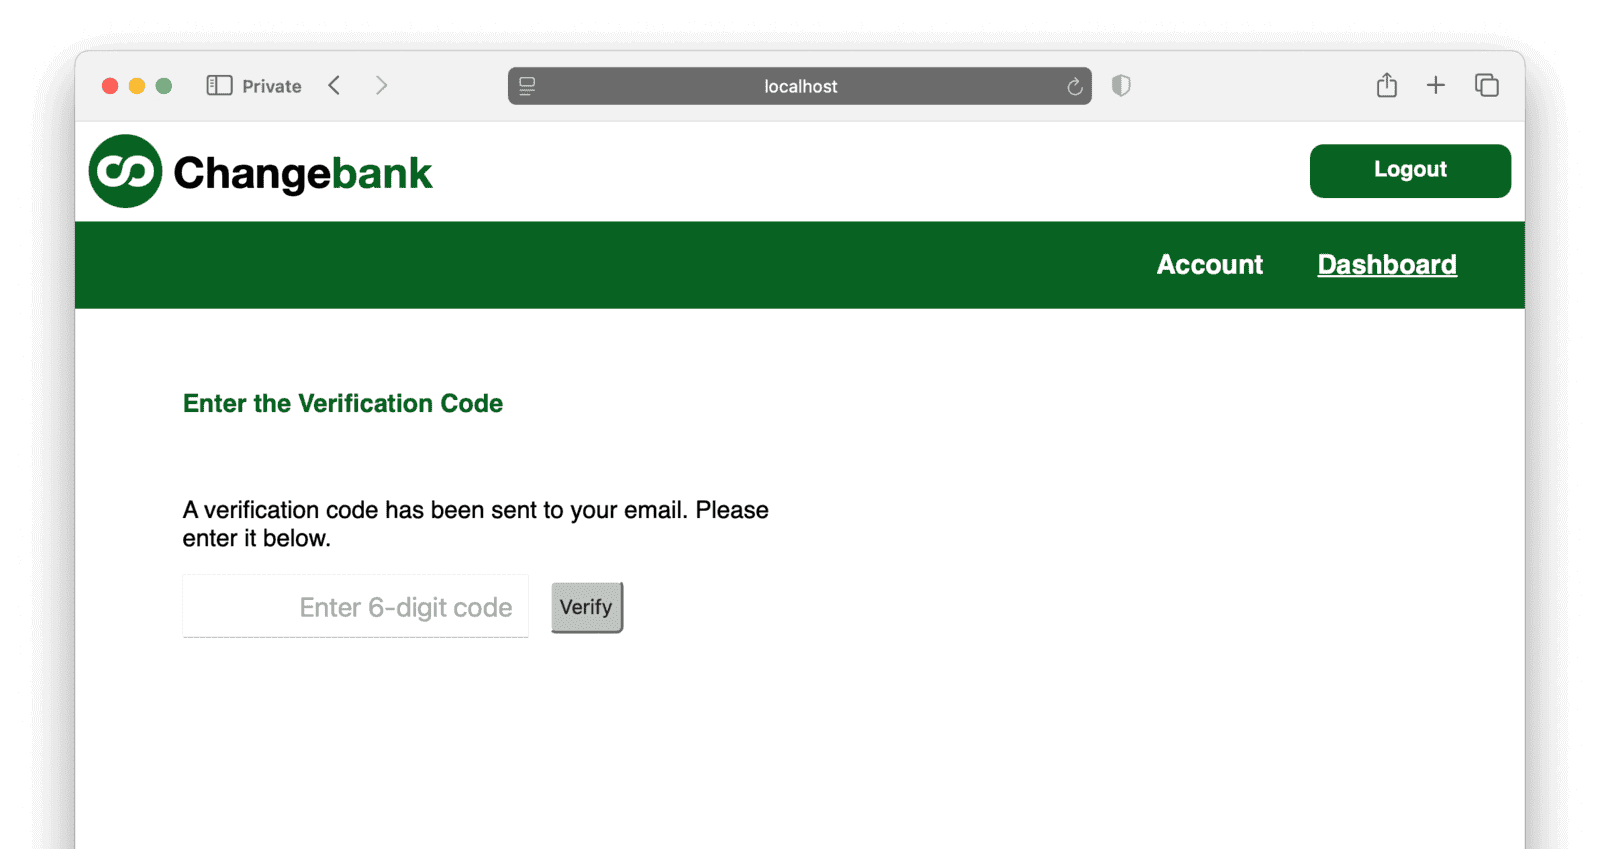 Private
localhost
Changebank
Logout
Account
Dashboard
Enter the Verification Code
A verification code has been sent to your email. Please
enter it below.
Enter 6-digit code
Verify